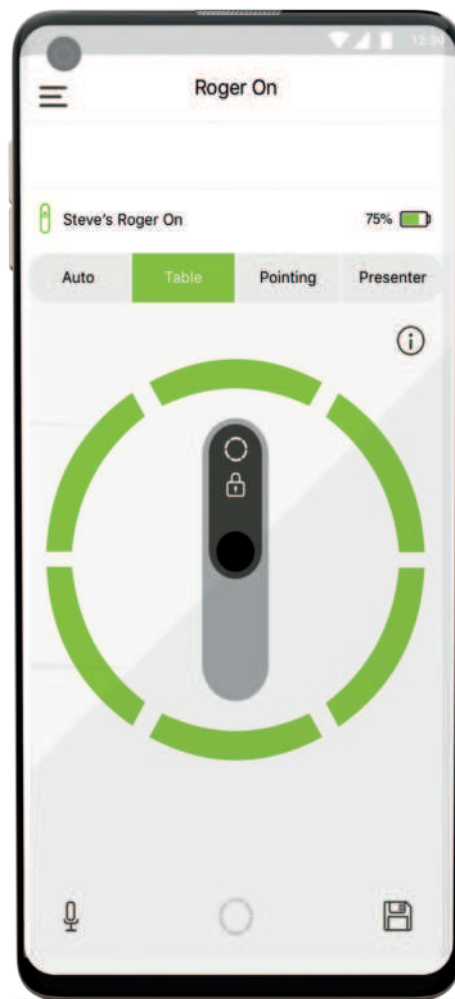 12:30
Roger On
Steve's Roger On 75%
Auto Table Pointing Presenter